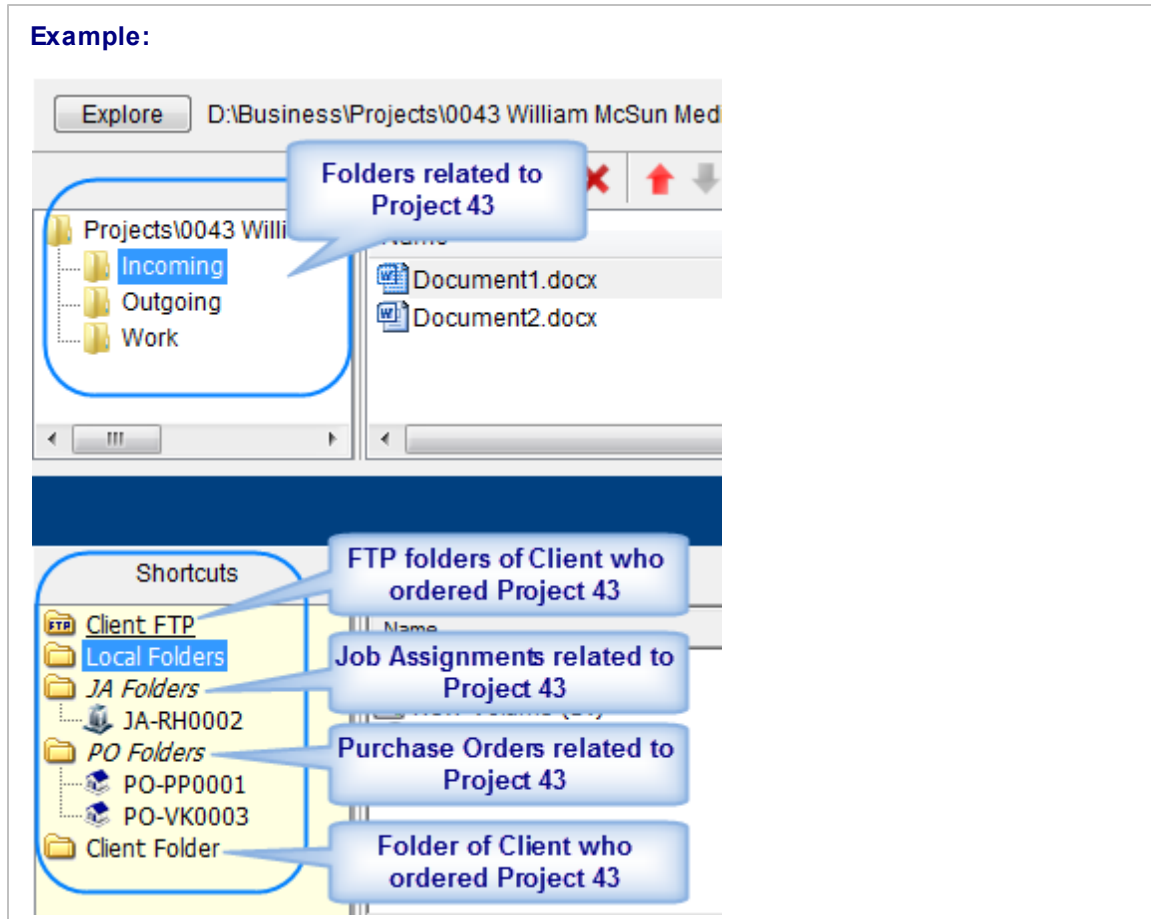 Example:
Explore D:\Business\Projects\0043 William McSun Med
Folders related to
Project 43
Projects\0043 Willi
Name
Incoming
Document1.docx
Outgoing
Document2.docx
Work
Shortcuts
FTP folders of Client who
ordered Project 43
FTP Client FTP
Name
Local Folders
Job Assignments related to
Project 43
JA Folders
JA-RH0002
PO Folders
Purchase Orders related to
Project 43
PO-PP0001
PO-VK0003
Client Folder
Folder of Client who
ordered Project 43